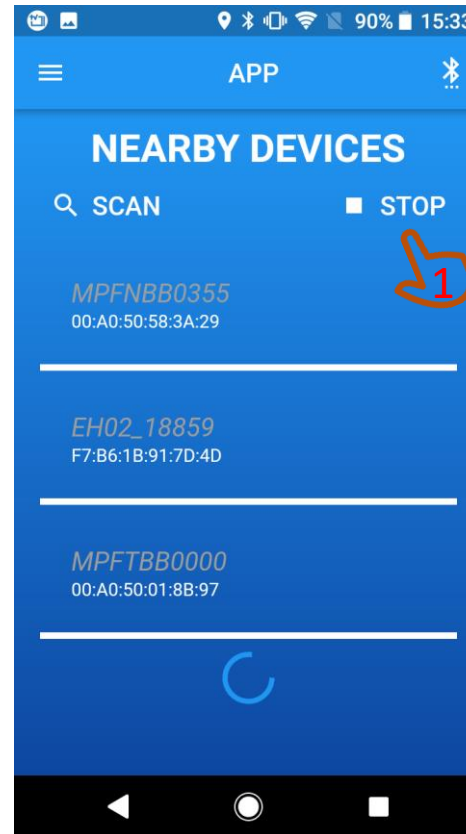 90% 15:33
APP
NEARBY DEVICES
SCAN STOP
1
MPFNBB0355
00:A0:50:58:3A:29
EH02_18859
F7:B6:1B:91:7D:4D
MPFTBB0000
00:A0:50:01:8B:97